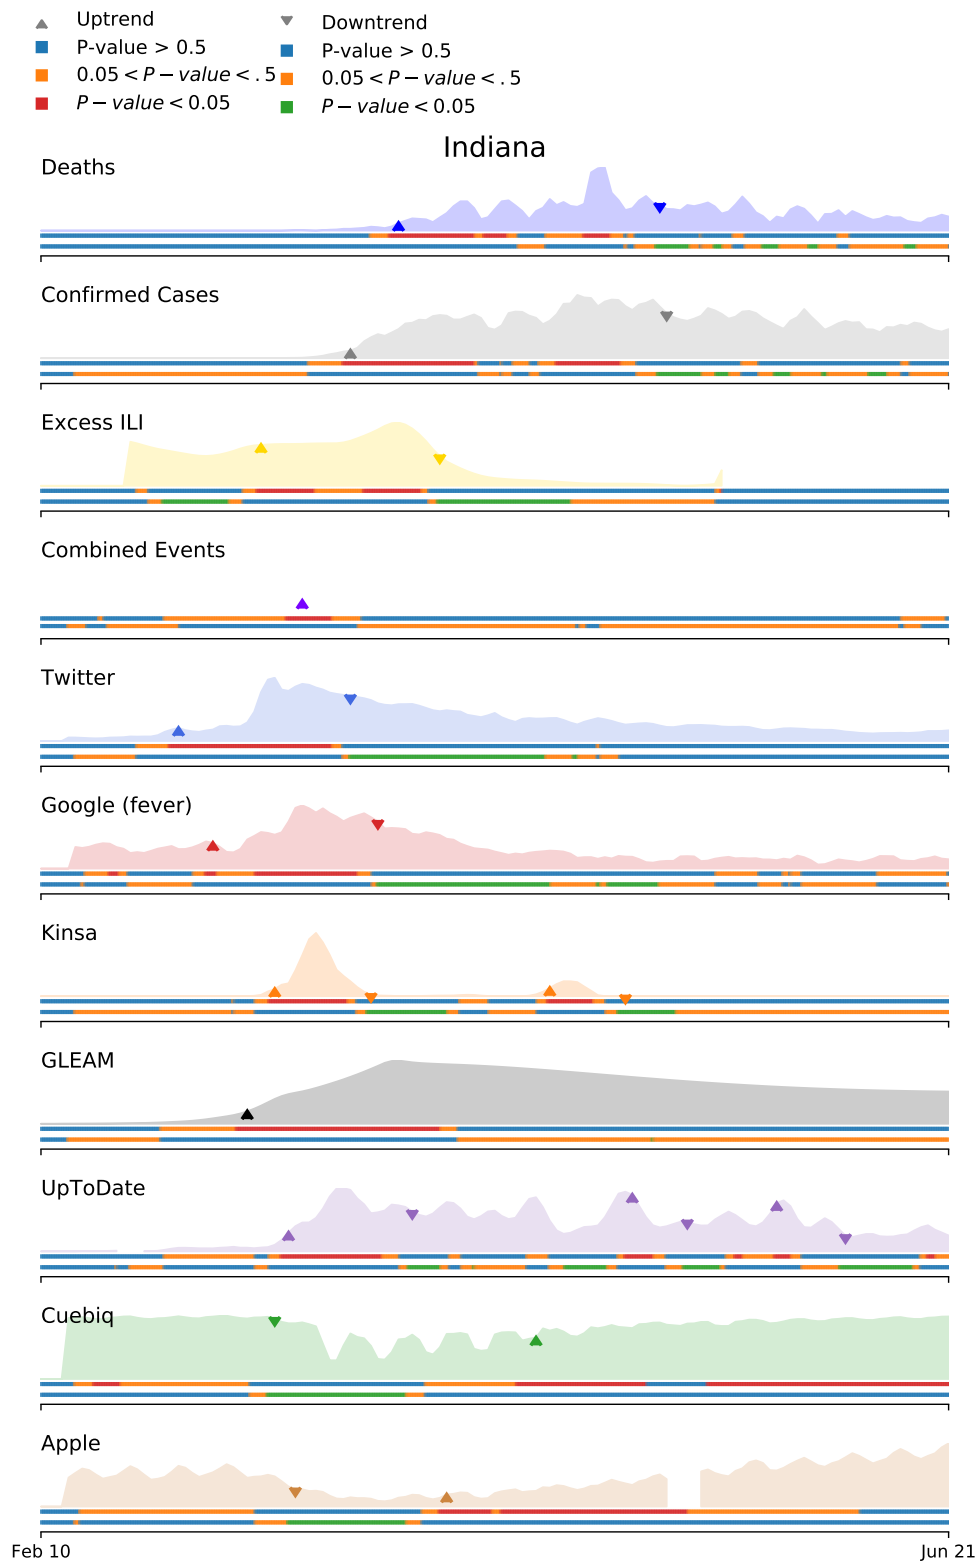 Uptrend
P-value > 0.5
0.05 < P − value < .5
P − value < 0.05
Downtrend
P-value > 0.5
0.05 < P − value < .5
P − value < 0.05
Indiana
Deaths
Confirmed Cases
Excess ILI
Combined Events
Twitter
Google (fever)
Kinsa
GLEAM
UpToDate
Cuebiq
Apple
Feb 10
Jun 21